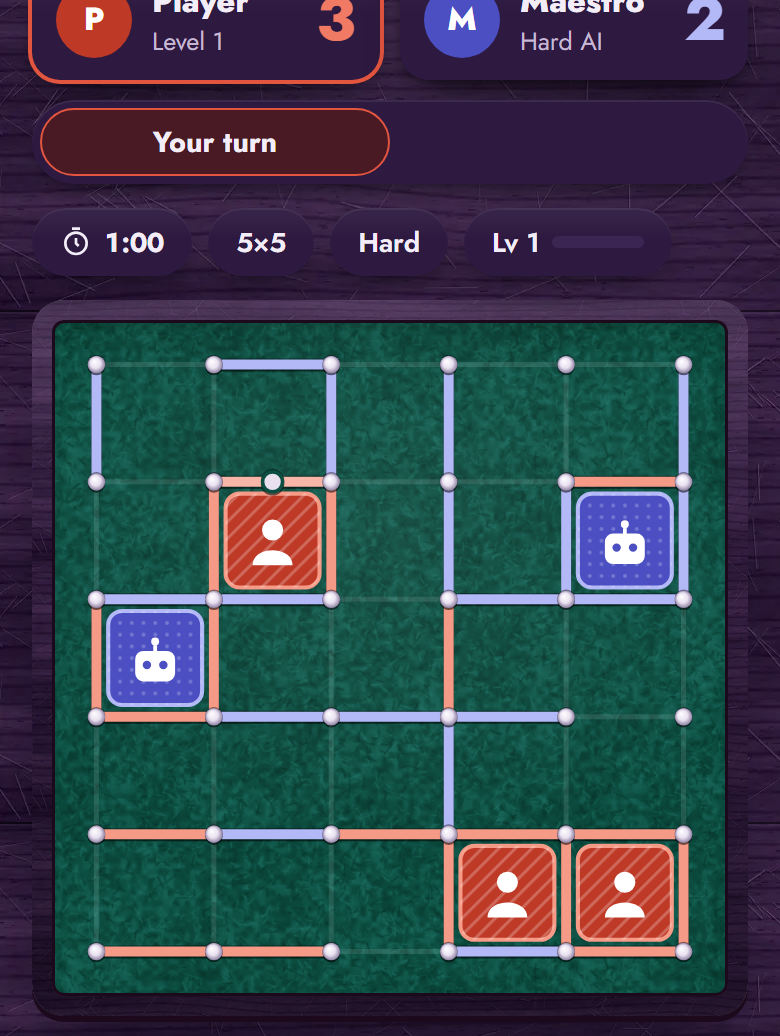 P
Player
Level 1
3
M
Maestro
Hard AI
2
Your turn
1:00
5×5
Hard
Lv 1